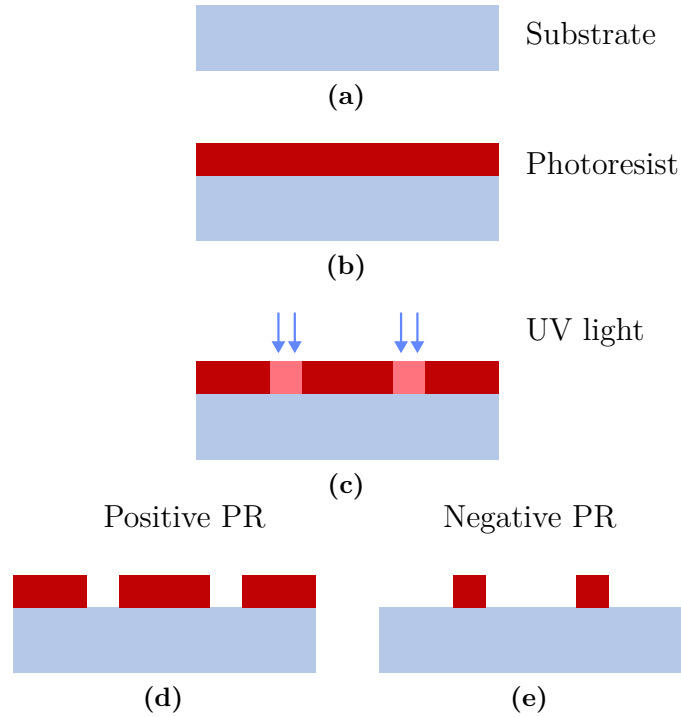 Substrate
(a)
Photoresist
(b)
UV light
(c)
Positive PR
Negative PR
(d)
(e)